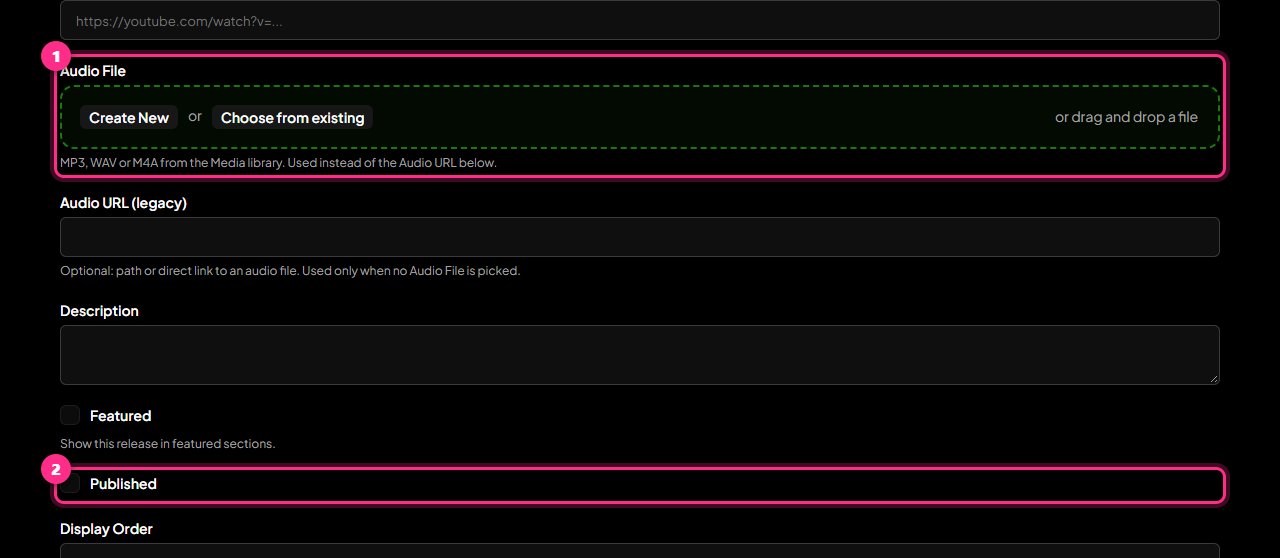 https://youtube.com/watch?v=...
1
Audio File
Create New or Choose from existing or drag and drop a file
MP3, WAV or M4A from the Media library. Used instead of the Audio URL below.
Audio URL (legacy)
Optional: path or direct link to an audio file. Used only when no Audio File is picked.
Description
Featured
Show this release in featured sections.
2
Published
Display Order